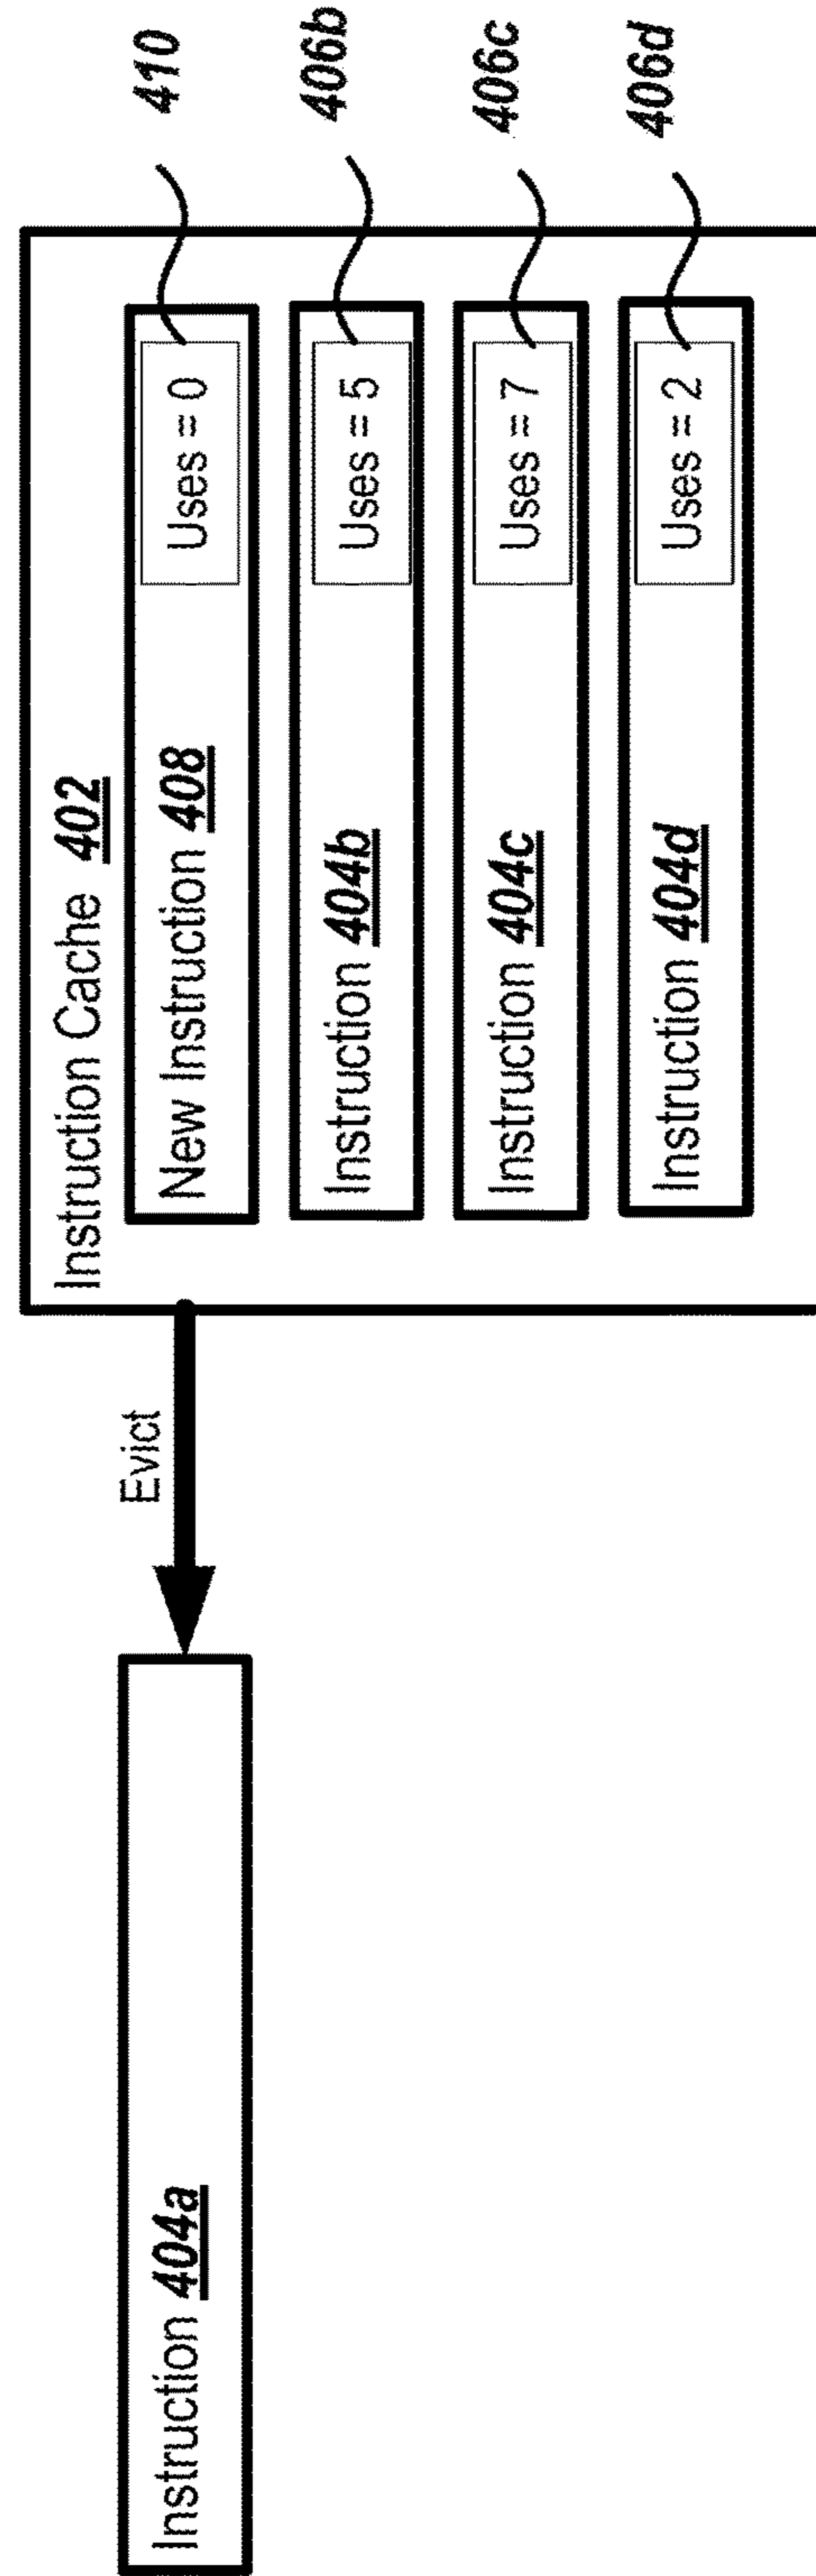 Instruction Cache 402
Instruction 404a
Evict
New Instruction 408
Uses = 0
410
Instruction 404b
Uses = 5
406b
Instruction 404c
Uses = 7
406c
Instruction 404d
Uses = 2
406d